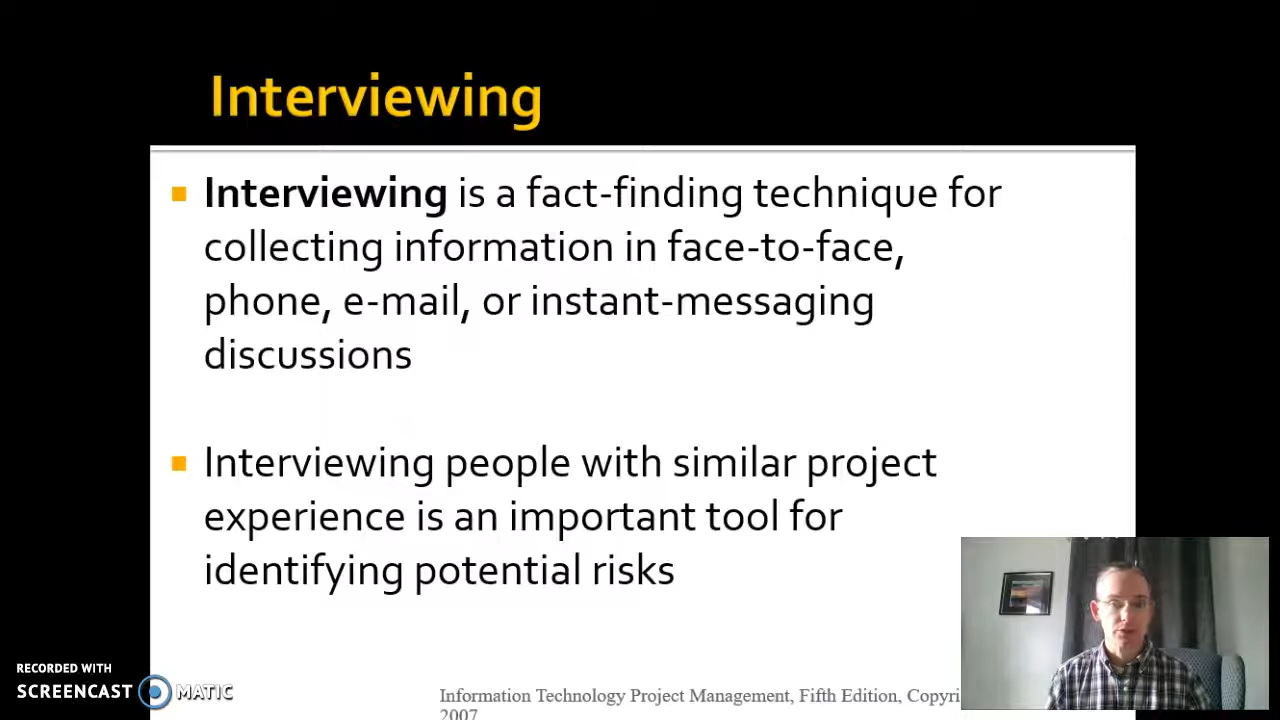 Interviewing
Interviewing is a fact-finding technique for
collecting information in face-to-face,
phone, e-mail, or instant-messaging
discussions
Interviewing people with similar project
experience is an important tool for
identifying potential risks
RECORDED WITH
SCREENCAST MATIC
Information Technology Project Management, Fifth Edition,
2007